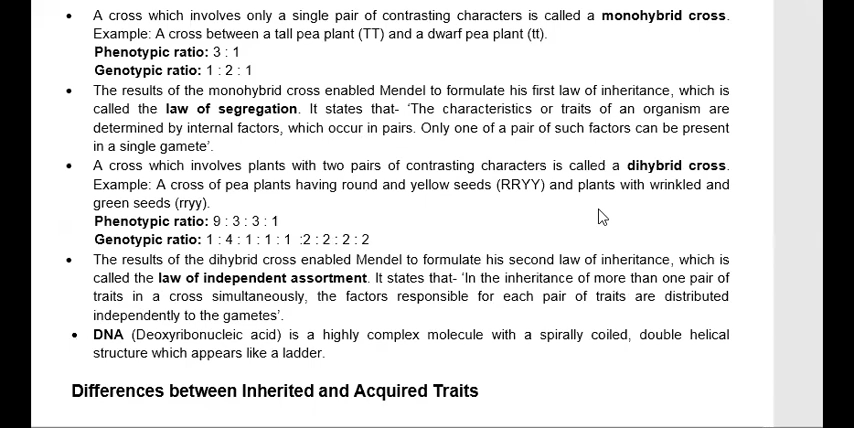 • A cross which involves only a single pair of contrasting characters is called a monohybrid cross.
Example: A cross between a tall pea plant (TT) and a dwarf pea plant (tt).
Phenotypic ratio: 3 : 1
Genotypic ratio: 1 : 2 : 1
• The results of the monohybrid cross enabled Mendel to formulate his first law of inheritance, which is
called the law of segregation. It states that- ‘The characteristics or traits of an organism are
determined by internal factors, which occur in pairs. Only one of a pair of such factors can be present
in a single gamete’.
• A cross which involves plants with two pairs of contrasting characters is called a dihybrid cross.
Example: A cross of pea plants having round and yellow seeds (RRYY) and plants with wrinkled and
green seeds (rryy).
Phenotypic ratio: 9 : 3 : 3 : 1
Genotypic ratio: 1 : 4 : 1 : 1 : 1 :2 : 2 : 2 : 2
• The results of the dihybrid cross enabled Mendel to formulate his second law of inheritance, which is
called the law of independent assortment. It states that- ‘In the inheritance of more than one pair of
traits in a cross simultaneously, the factors responsible for each pair of traits are distributed
independently to the gametes’.
• DNA (Deoxyribonucleic acid) is a highly complex molecule with a spirally coiled, double helical
structure which appears like a ladder.
Differences between Inherited and Acquired Traits